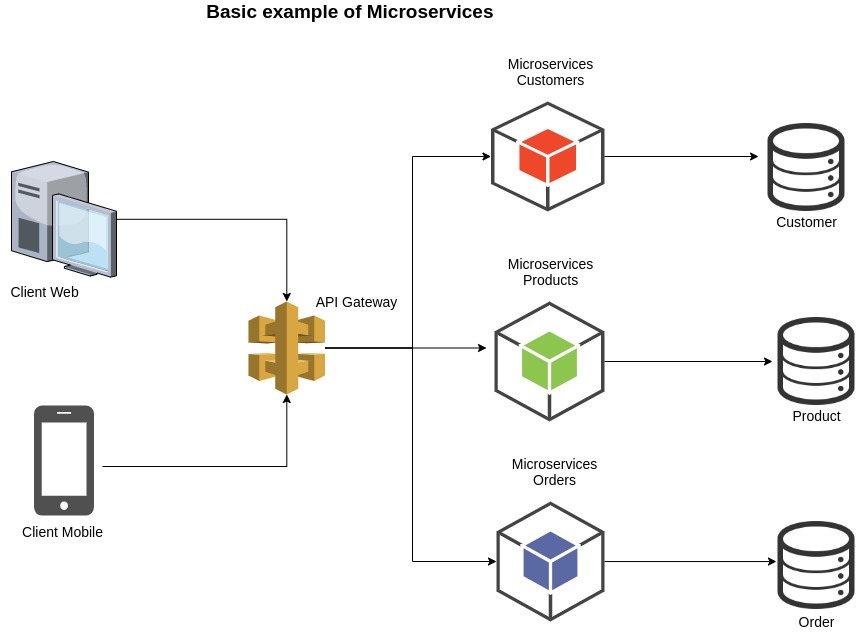 Basic example of Microservices
Microservices
Customers
Customer
Client Web
Microservices
Products
API Gateway
Product
Microservices
Orders
Client Mobile
Order